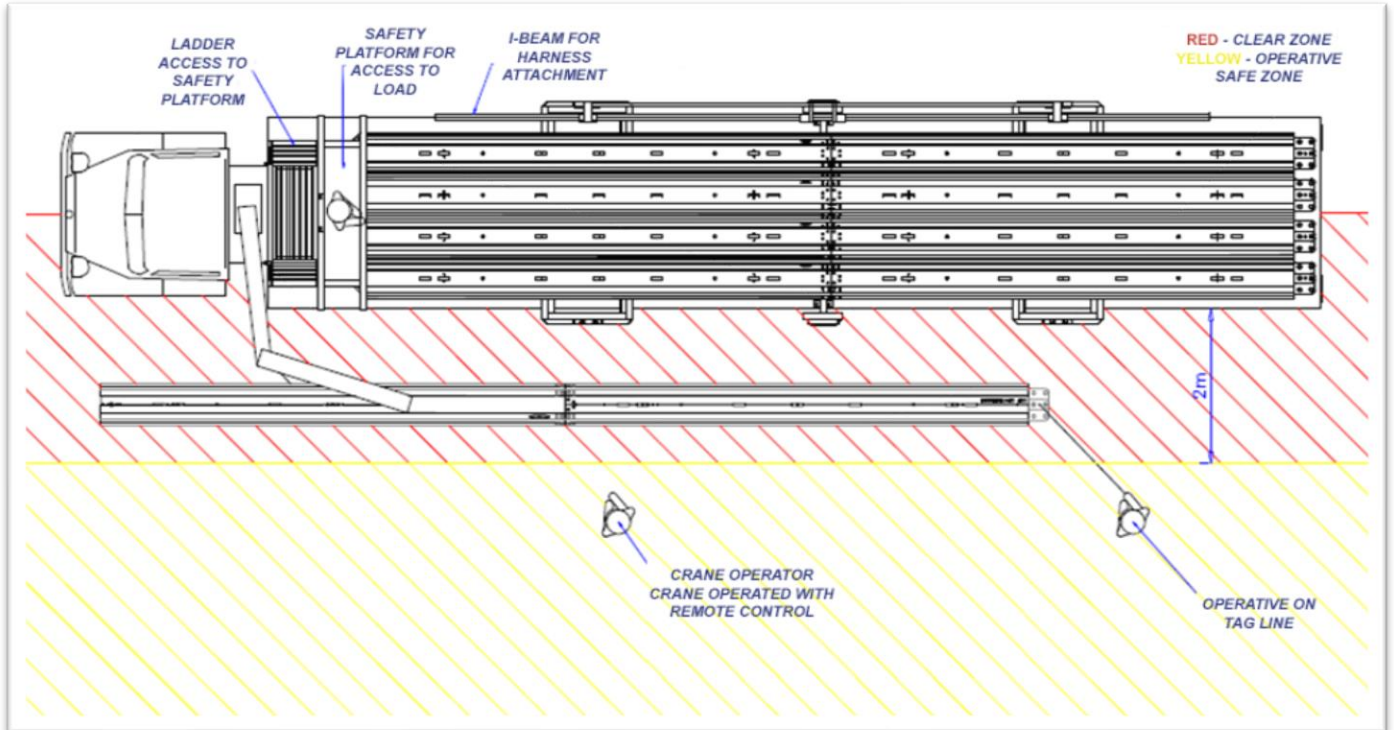 LADDER
ACCESS TO
SAFETY
PLATFORM
SAFETY
PLATFORM FOR
ACCESS TO
LOAD
I-BEAM FOR
HARNESS
ATTACHMENT
RED - CLEAR ZONE
YELLOW - OPERATIVE
SAFE ZONE
2m
CRANE OPERATOR
CRANE OPERATED WITH
REMOTE CONTROL
OPERATIVE ON
TAG LINE